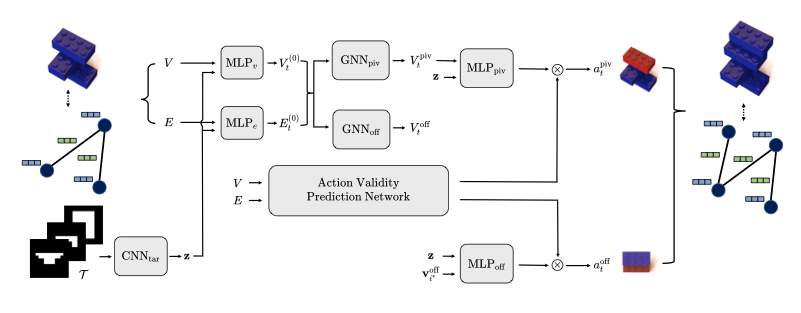 V
E
MLP_v
MLP_e
V_t^{(0)}
E_t^{(0)}
GNN_piv
GNN_off
V_t^{piv}
z
V_t^{off}
MLP_piv
⊗
a_t^{piv}
V
E
Action Validity
Prediction Network
𝒯
CNN_tar
z
z
v_{i*}^{off}
MLP_off
⊗
a_t^{off}